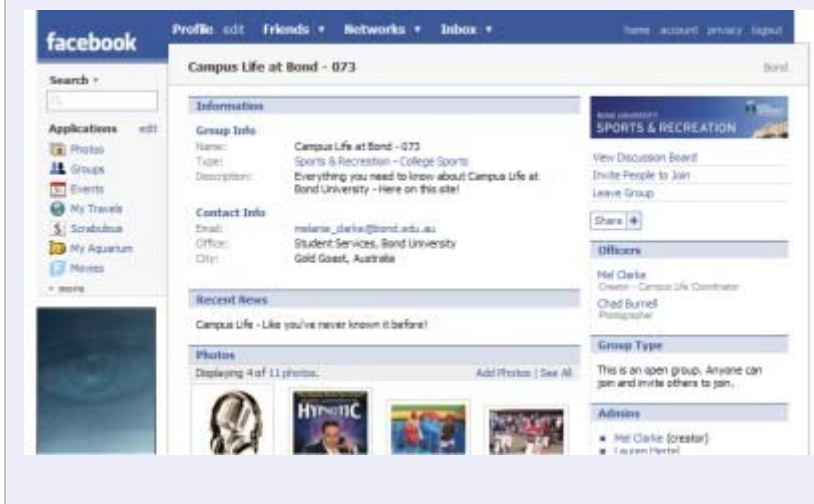 facebook
Profile edit Friends Networks Inbox
home account privacy logout
Search
Applications edit
Photos
Groups
Events
My Travels
Scrabulous
My Aquarium
Movies
more
Campus Life at Bond - 073
Bond
Information
Group Info
Name: Campus Life at Bond - 073
Type: Sports & Recreation - College Sports
Description: Everything you need to know about Campus Life at
Bond University - Here on this site!
Contact Info
Email: melanie_clarke@bond.edu.au
Office: Student Services, Bond University
City: Gold Coast, Australia
Recent News
Campus Life - Like you've never known it before!
Photos
Displaying 4 of 11 photos.
Add Photos | See All
HYPNOTIC
BOND UNIVERSITY
SPORTS & RECREATION
View Discussion Board
Invite People to Join
Leave Group
Share +
Officers
Mel Clarke
Creator - Campus Life Coordinator
Chad Burnell
Photographer
Group Type
This is an open group. Anyone can
join and invite others to join.
Admins
Mel Clarke (creator)
Lauren Hertel